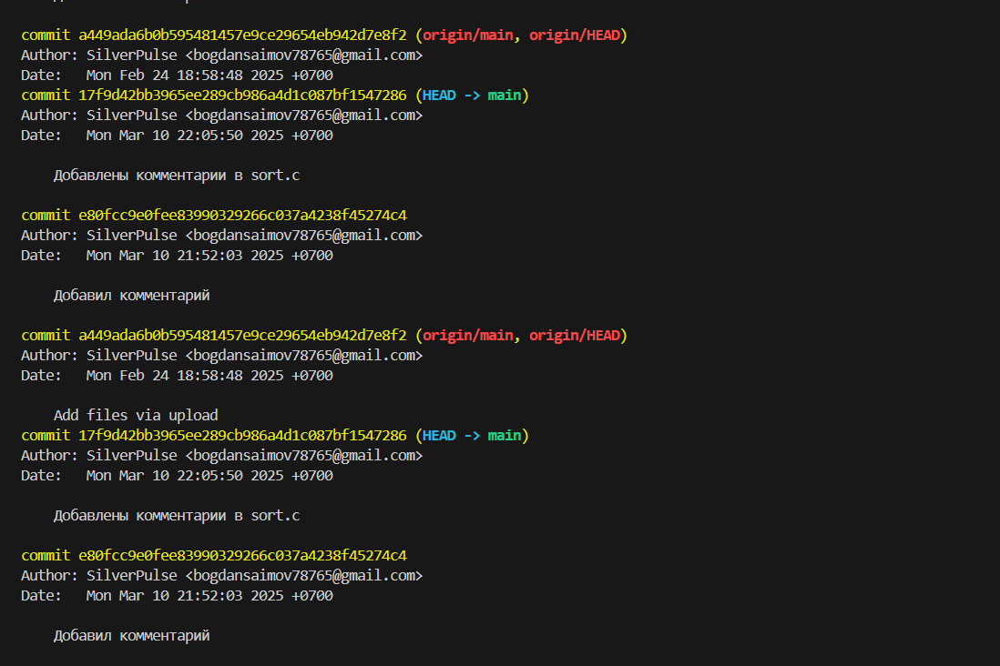 commit a449ada6b0b595481457e9ce29654eb942d7e8f2 (origin/main, origin/HEAD)
Author: SilverPulse <bogdansaimov78765@gmail.com>
Date:   Mon Feb 24 18:58:48 2025 +0700
commit 17f9d42bb3965ee289cb986a4d1c087bf1547286 (HEAD -> main)
Author: SilverPulse <bogdansaimov78765@gmail.com>
Date:   Mon Mar 10 22:05:50 2025 +0700
Добавлены комментарии в sort.c
commit e80fcc9e0fee83990329266c037a4238f45274c4
Author: SilverPulse <bogdansaimov78765@gmail.com>
Date:   Mon Mar 10 21:52:03 2025 +0700
Добавил комментарий
commit a449ada6b0b595481457e9ce29654eb942d7e8f2 (origin/main, origin/HEAD)
Author: SilverPulse <bogdansaimov78765@gmail.com>
Date:   Mon Feb 24 18:58:48 2025 +0700
Add files via upload
commit 17f9d42bb3965ee289cb986a4d1c087bf1547286 (HEAD -> main)
Author: SilverPulse <bogdansaimov78765@gmail.com>
Date:   Mon Mar 10 22:05:50 2025 +0700
Добавлены комментарии в sort.c
commit e80fcc9e0fee83990329266c037a4238f45274c4
Author: SilverPulse <bogdansaimov78765@gmail.com>
Date:   Mon Mar 10 21:52:03 2025 +0700
Добавил комментарий